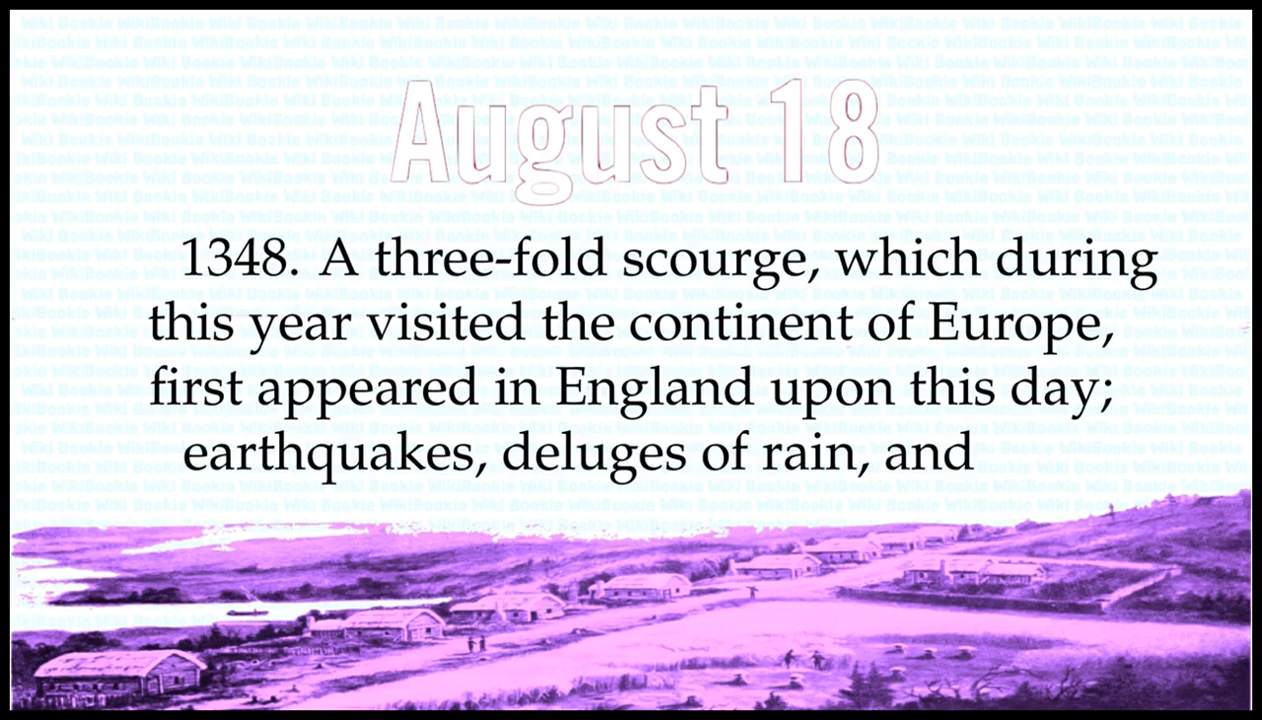 August 18
1348. A three-fold scourge, which during
this year visited the continent of Europe,
first appeared in England upon this day;
earthquakes, deluges of rain, and